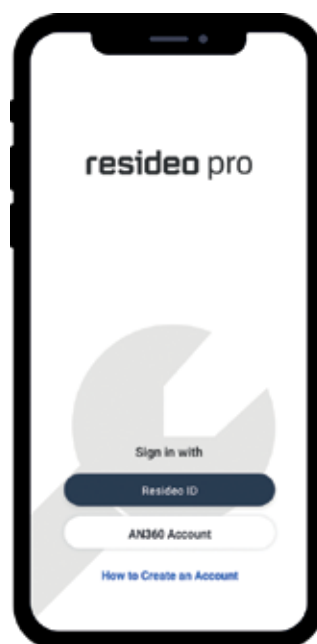 resideo pro
Sign in with
Resideo ID
AN360 Account
How to Create an Account